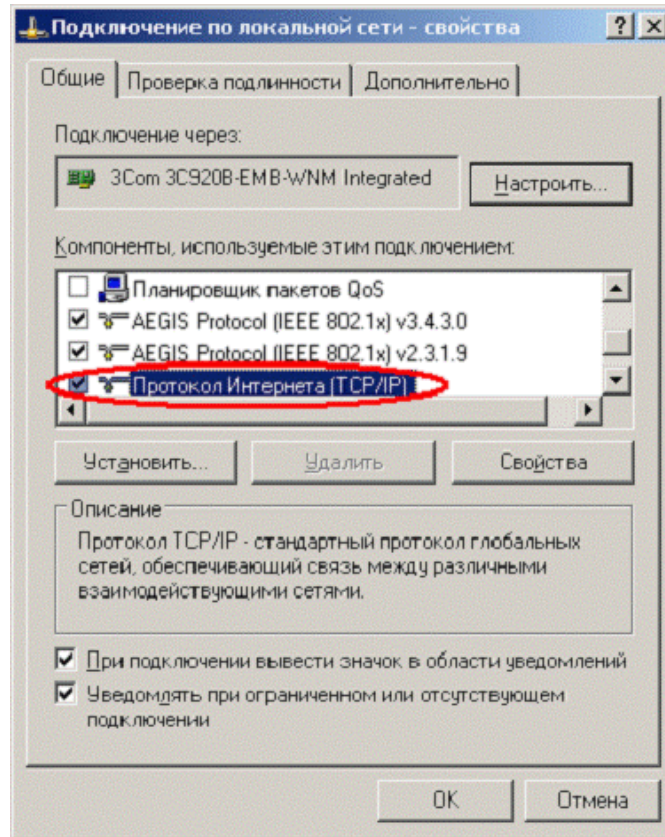 Подключение по локальной сети - свойства
Общие Проверка подлинности Дополнительно
Подключение через:
3Com 3C920B-EMB-WNM Integrated Настроить...
Компоненты, используемые этим подключением:
Планировщик пакетов QoS
AEGIS Protocol (IEEE 802.1x) v3.4.3.0
AEGIS Protocol (IEEE 802.1x) v2.3.1.9
Протокол Интернета (TCP/IP)
Установить... Удалить Свойства
Описание
Протокол TCP/IP - стандартный протокол глобальных
сетей, обеспечивающий связь между различными
взаимодействующими сетями.
При подключении вывести значок в области уведомлений
Уведомлять при ограниченном или отсутствующем
подключении
OK Отмена